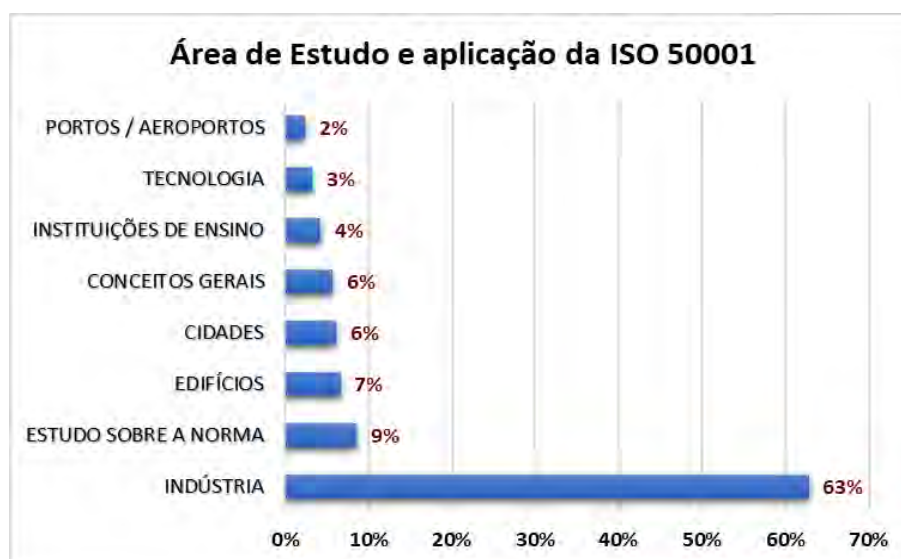 Área de Estudo e aplicação da ISO 50001
PORTOS / AEROPORTOS 2%
TECNOLOGIA 3%
INSTITUIÇÕES DE ENSINO 4%
CONCEITOS GERAIS 6%
CIDADES 6%
EDIFÍCIOS 7%
ESTUDO SOBRE A NORMA 9%
INDÚSTRIA 63%
0% 10% 20% 30% 40% 50% 60% 70%